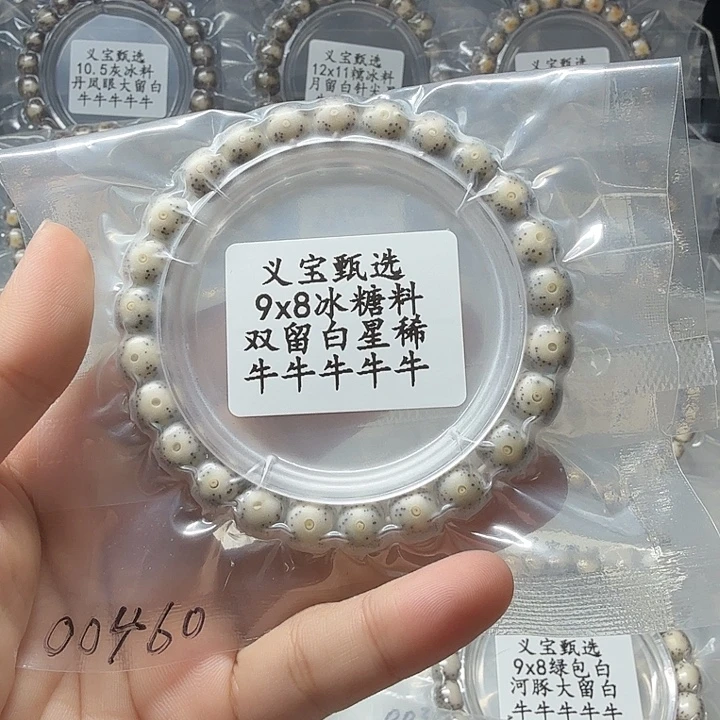 义宝甄选
10.5灰冰料
丹凤眼大留白
牛牛牛牛牛
义宝甄选
12x11糯冰料
月留白针尖星
义宝甄选
义宝甄选
9x8冰糖料
双留白星稀
牛牛牛牛牛
00460
义宝甄选
9x8绿包白
河豚大留白
牛牛牛牛牛